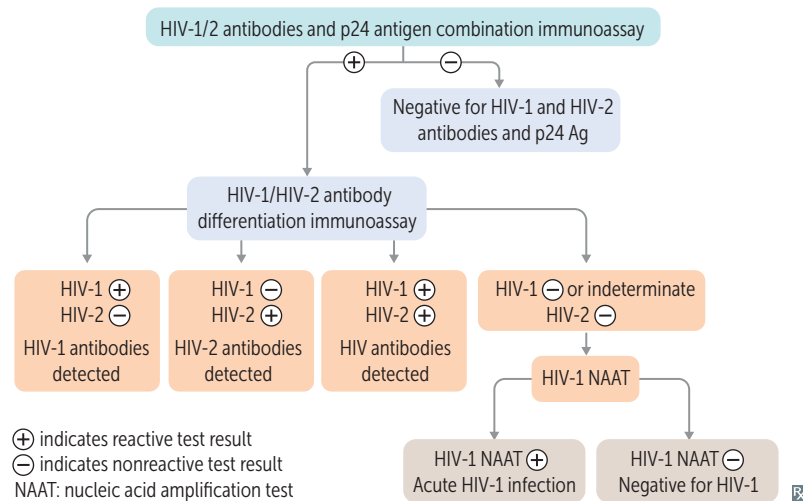 HIV-1/2 antibodies and p24 antigen combination immunoassay
+
−
Negative for HIV-1 and HIV-2
antibodies and p24 Ag
HIV-1/HIV-2 antibody
differentiation immunoassay
HIV-1 ⊕
HIV-2 ⊖
HIV-1 antibodies
detected
HIV-1 ⊖
HIV-2 ⊕
HIV-2 antibodies
detected
HIV-1 ⊕
HIV-2 ⊕
HIV antibodies
detected
HIV-1 ⊖ or indeterminate
HIV-2 ⊖
HIV-1 NAAT
HIV-1 NAAT ⊕
Acute HIV-1 infection
HIV-1 NAAT ⊖
Negative for HIV-1
⊕ indicates reactive test result
⊖ indicates nonreactive test result
NAAT: nucleic acid amplification test
℞